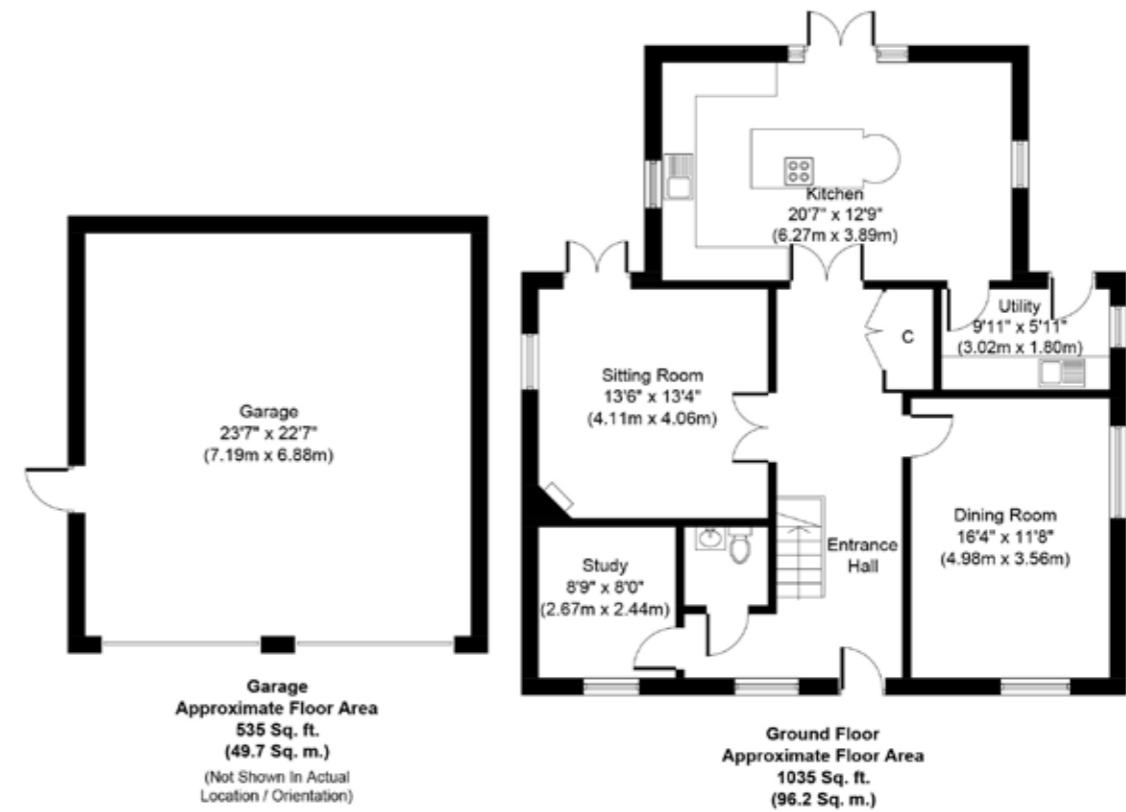 Kitchen
20'7" x 12'9"
(6.27m x 3.89m)
Utility
9'11" x 5'11"
(3.02m x 1.80m)
C
Sitting Room
13'6" x 13'4"
(4.11m x 4.06m)
Garage
23'7" x 22'7"
(7.19m x 6.88m)
Dining Room
16'4" x 11'8"
(4.98m x 3.56m)
Entrance
Hall
Study
8'9" x 8'0"
(2.67m x 2.44m)
Garage
Approximate Floor Area
535 Sq. ft.
(49.7 Sq. m.)
(Not Shown In Actual
Location / Orientation)
Ground Floor
Approximate Floor Area
1035 Sq. ft.
(96.2 Sq. m.)